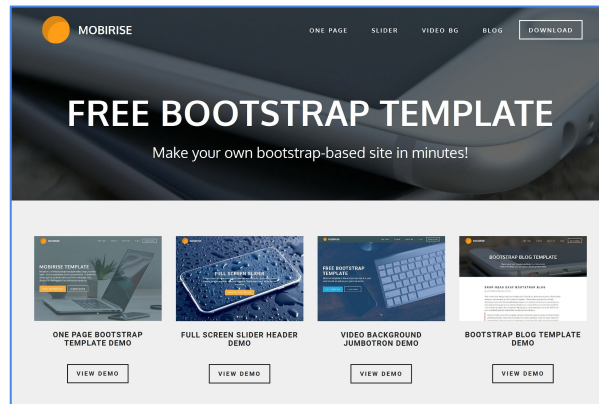 MOBIRISE
ONE PAGE SLIDER VIDEO BG BLOG DOWNLOAD
FREE BOOTSTRAP TEMPLATE
Make your own bootstrap-based site in minutes!
MOBIRISE TEMPLATE
FULL SCREEN SLIDER
FREE BOOTSTRAP
TEMPLATE
BOOTSTRAP BLOG TEMPLATE
ONE PAGE BOOTSTRAP
TEMPLATE DEMO
VIEW DEMO
FULL SCREEN SLIDER HEADER
DEMO
VIEW DEMO
VIDEO BACKGROUND
JUMBOTRON DEMO
VIEW DEMO
BOOTSTRAP BLOG TEMPLATE
DEMO
VIEW DEMO